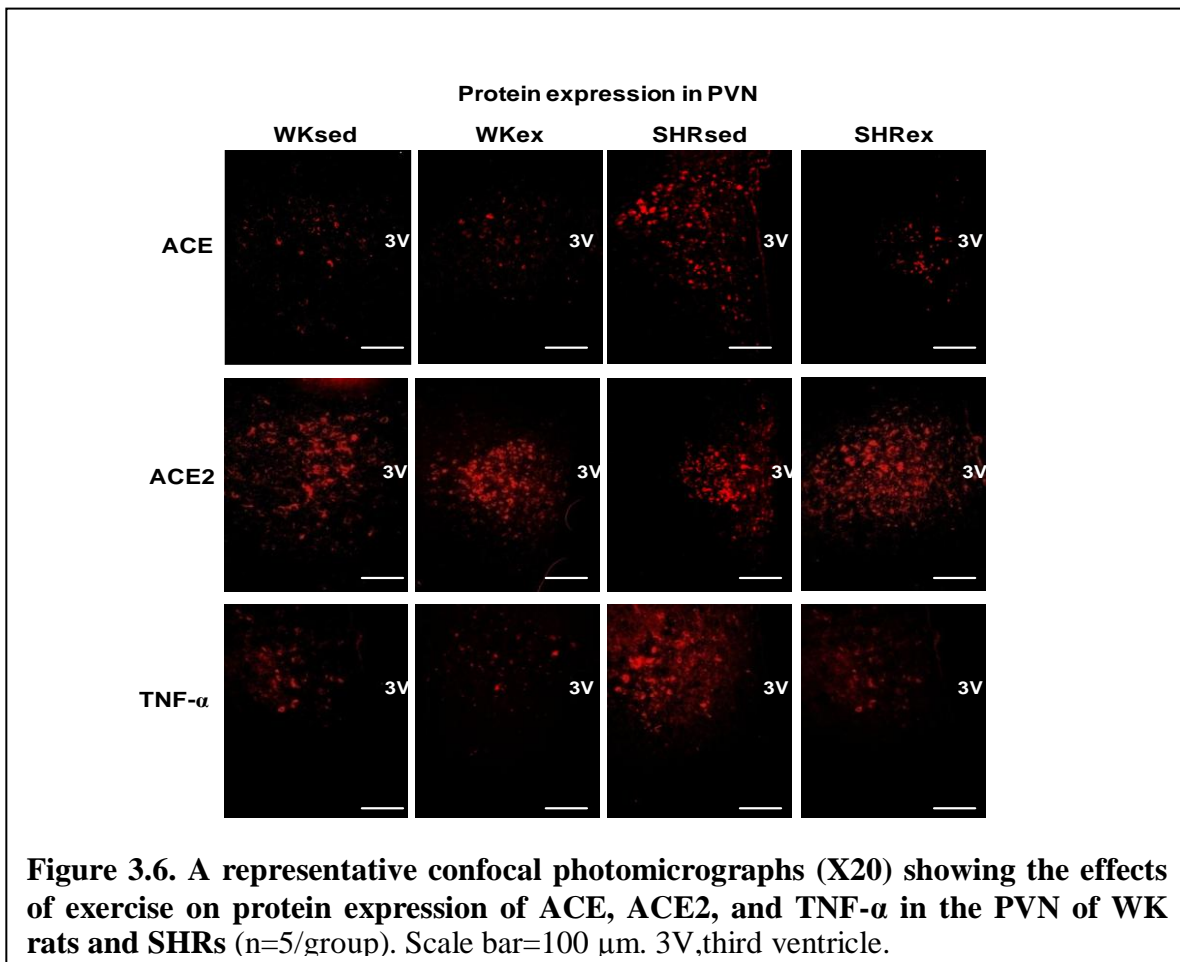 Protein expression in PVN
WKsed WKex SHRsed SHRex
ACE 3V 3V 3V 3V
ACE2 3V 3V 3V 3V
TNF-α 3V 3V 3V 3V
Figure 3.6. A representative confocal photomicrographs (X20) showing the effects
of exercise on protein expression of ACE, ACE2, and TNF-α in the PVN of WK
rats and SHRs (n=5/group). Scale bar=100 µm. 3V,third ventricle.